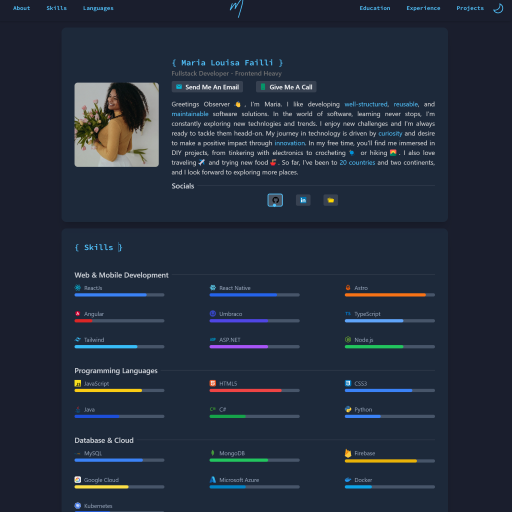 About Skills Languages M Education Experience Projects
{ Maria Louisa Failli }
Fullstack Developer - Frontend Heavy
Send Me An Email Give Me A Call
Greetings Observer 👋, I'm Maria. I like developing well-structured, reusable, and
maintainable software solutions. In the world of software, learning never stops, I'm
constantly exploring new technologies and trends. I enjoy new challenges and I'm always
ready to tackle them headd-on. My journey in technology is driven by curiosity and desire
to make a positive impact through innovation. In my free time, you'll find me immersed in
DIY projects, from tinkering with electronics to crocheting 🧶 or hiking 🌄. I also love
traveling ✈️ and trying new food 🍜. So far, I've been to 20 countries and two continents,
and I look forward to exploring more places.
Socials
{ Skills }
Web & Mobile Development
ReactJs React Native Astro
Angular Umbraco TypeScript
Tailwind ASP.NET Node.js
Programming Languages
JavaScript HTML5 CSS3
Java C# Python
Database & Cloud
MySQL MongoDB Firebase
Google Cloud Microsoft Azure Docker
Kubernetes